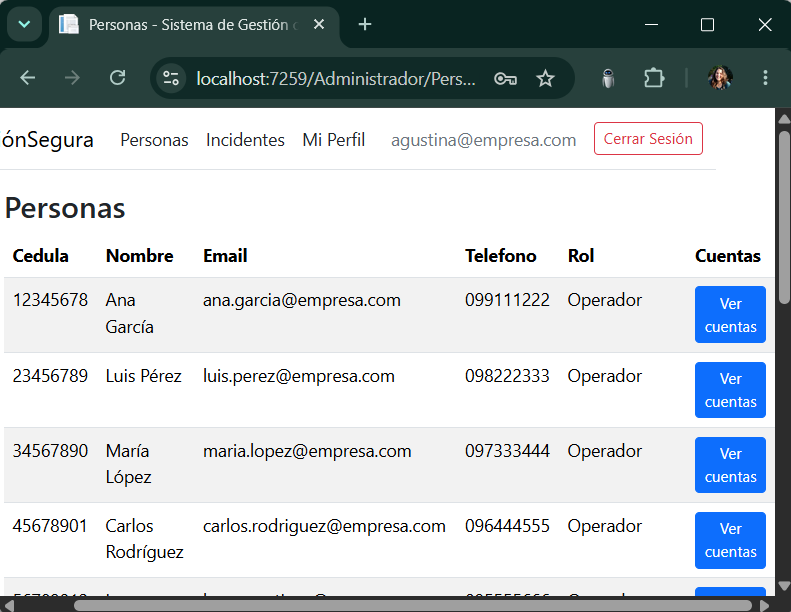 Personas - Sistema de Gestión
localhost:7259/Administrador/Pers...
ónSegura Personas Incidentes Mi Perfil agustina@empresa.com Cerrar Sesión
Personas
Cedula Nombre Email Telefono Rol Cuentas
12345678 Ana García ana.garcia@empresa.com 099111222 Operador Ver cuentas
23456789 Luis Pérez luis.perez@empresa.com 098222333 Operador Ver cuentas
34567890 María López maria.lopez@empresa.com 097333444 Operador Ver cuentas
45678901 Carlos Rodríguez carlos.rodriguez@empresa.com 096444555 Operador Ver cuentas